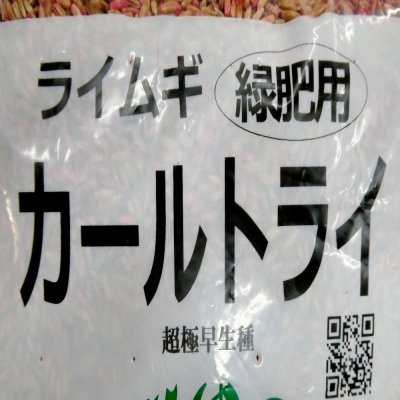 ライムギ 緑肥用
カールトライ
超極早生種